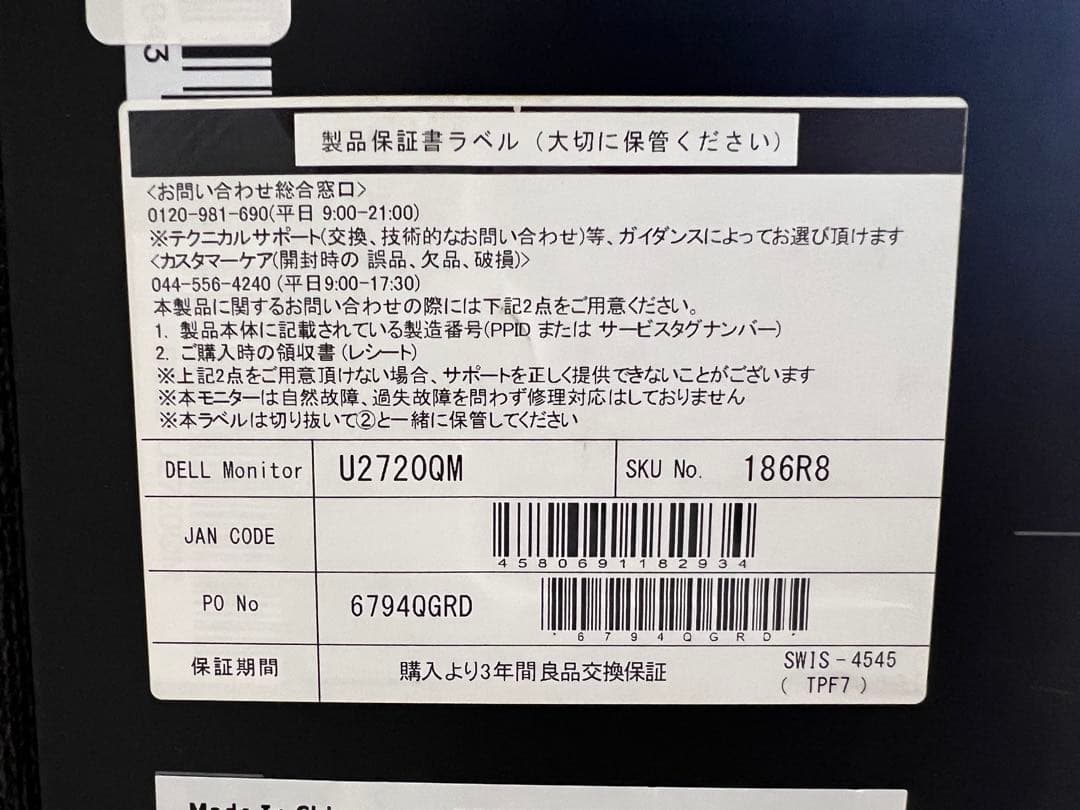 製品保証書ラベル（大切に保管ください）
<お問い合わせ総合窓口>
0120-981-690(平日 9:00-21:00)
※テクニカルサポート(交換、技術的なお問い合わせ)等、ガイダンスによってお選び頂けます
<カスタマーケア(開封時の 誤品、欠品、破損)>
044-556-4240 (平日9:00-17:30)
本製品に関するお問い合わせの際には下記2点をご用意ください。
1. 製品本体に記載されている製造番号(PPID または サービスタグナンバー)
2. ご購入時の領収書 (レシート)
※上記2点をご用意頂けない場合、サポートを正しく提供できないことがございます
※本モニターは自然故障、過失故障を問わず修理対応はしておりません
※本ラベルは切り抜いて②と一緒に保管してください
DELL Monitor U2720QM SKU No. 186R8
JAN CODE
4580691182934
PO No 6794QGRD
*6794QGRD*
保証期間 購入より3年間良品交換保証 SWIS-4545
( TPF7 )